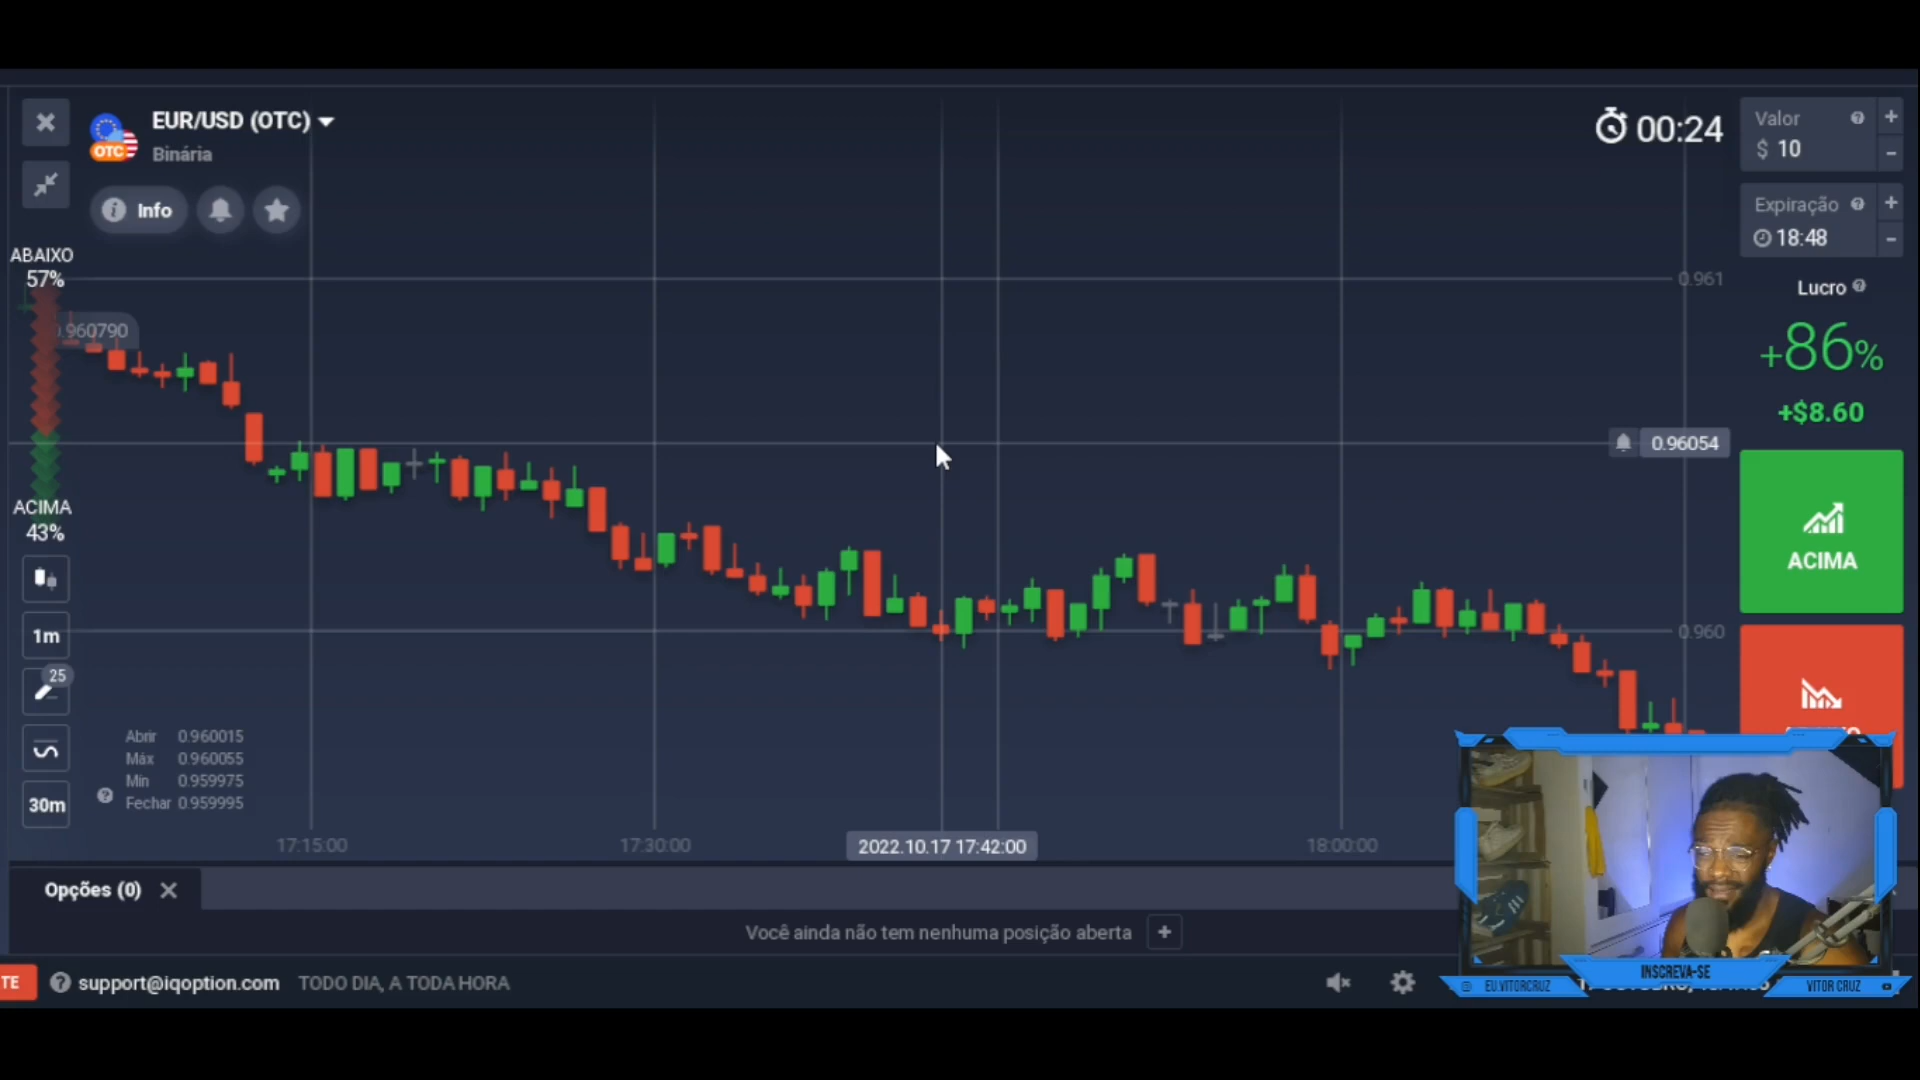 EUR/USD (OTC)
OTC
Binária
Info
00:24
Valor
$ 10
Expiração
18:48
ABAIXO
57%
0.961
Lucro
.960790
+86%
+$8.60
0.96054
ACIMA
43%
ACIMA
1m
0.960
25
Abrir 0.960015
Máx 0.960055
Mín 0.959975
Fechar 0.959995
30m
17:15:00
17:30:00
2022.10.17 17:42:00
18:00:00
Opções (0)
Você ainda não tem nenhuma posição aberta
TE
support@iqoption.com
TODO DIA, A TODA HORA
INSCREVA-SE
EU.VITORCRUZ
VITOR CRUZ